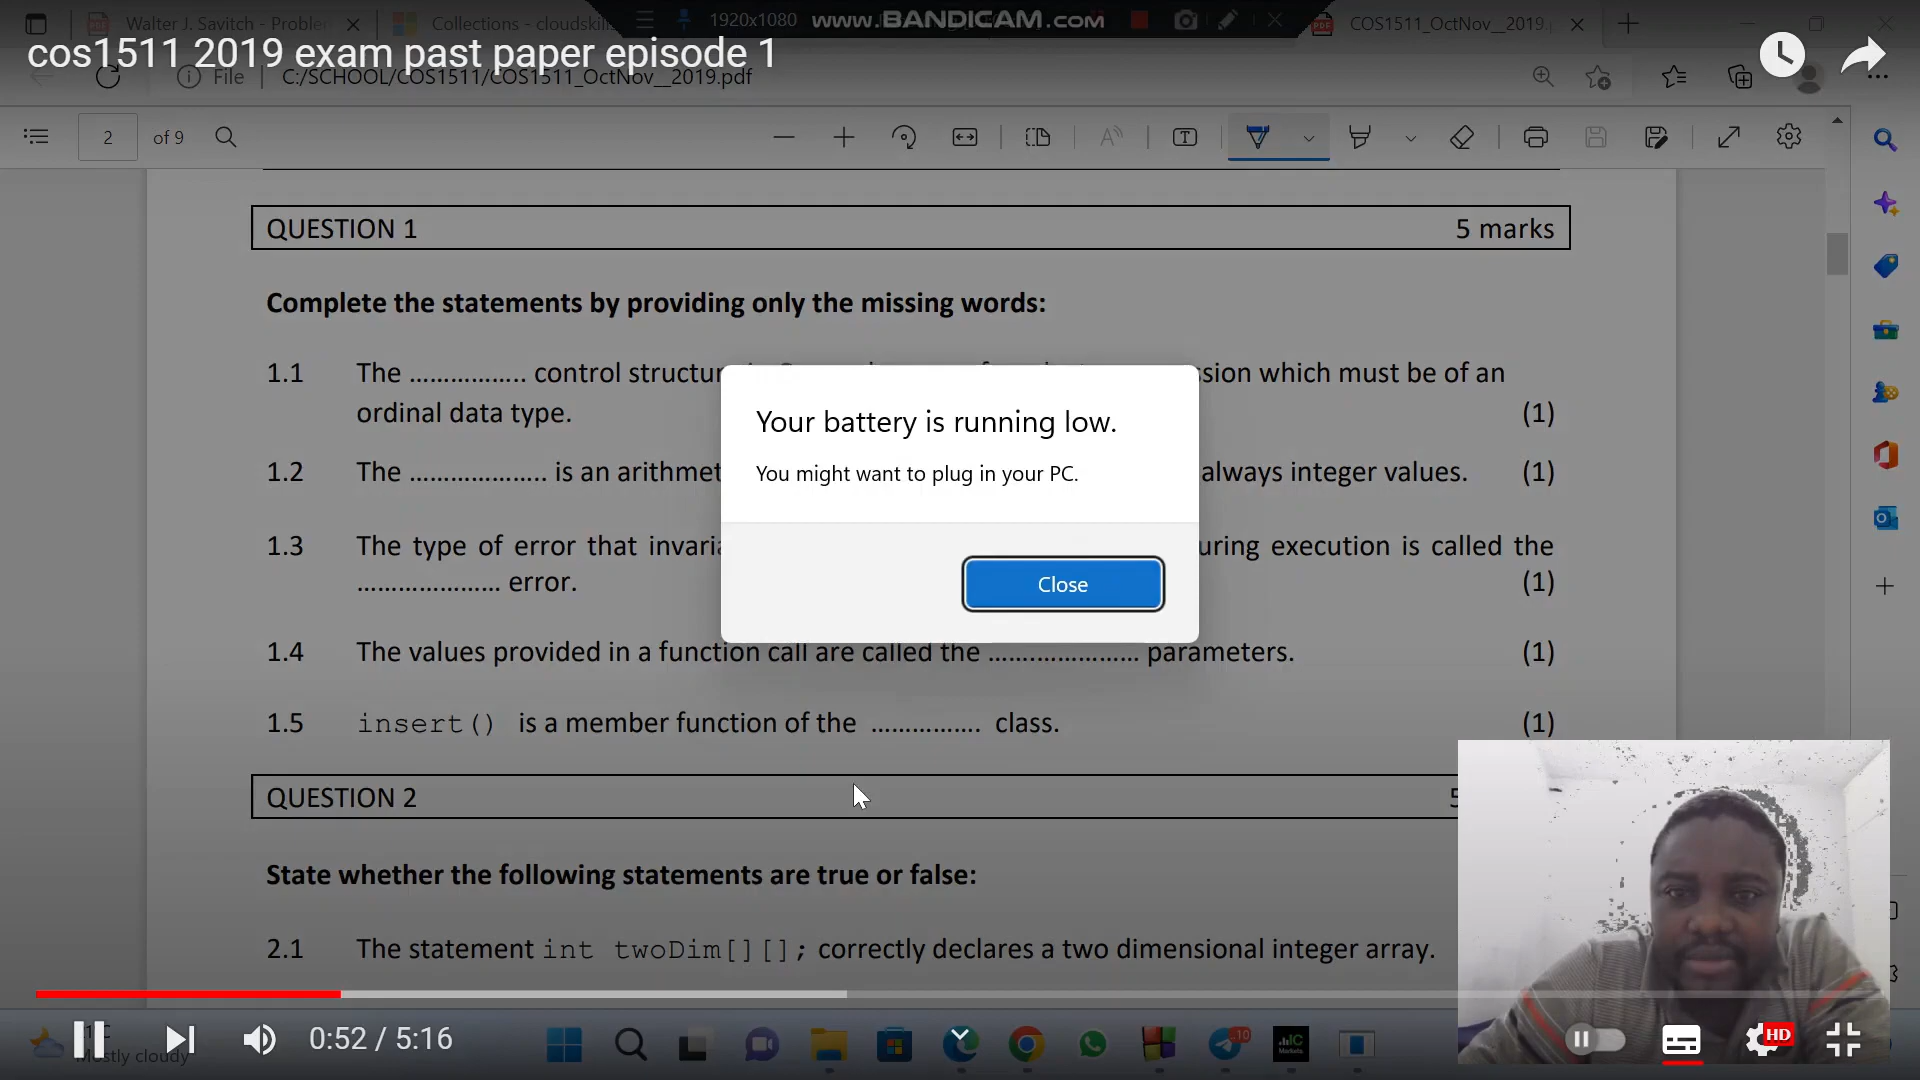 Walter J. Savitch - Proble
Collections - cloudskil
1920x1080
www.BANDICAM.com
COS1511_OctNov_2019
cos1511 2019 exam past paper episode 1
File
C:/SCHOOL/COS1511/COS1511_OctNov__2019.pdf
2 of 9
QUESTION 1 5 marks
Complete the statements by providing only the missing words:
1.1 The …………….. control structur
sion which must be of an
ordinal data type. (1)
1.2 The ……………….. is an arithmet
always integer values. (1)
1.3 The type of error that invaria
uring execution is called the
………………… error. (1)
1.4 The values provided in a function call are called the ………………… parameters. (1)
1.5 insert() is a member function of the ……………. class. (1)
Your battery is running low.
You might want to plug in your PC.
Close
QUESTION 2 5
State whether the following statements are true or false:
2.1 The statement int twoDim[][]; correctly declares a two dimensional integer array.
0:52 / 5:16
HD
Mostly cloudy
10